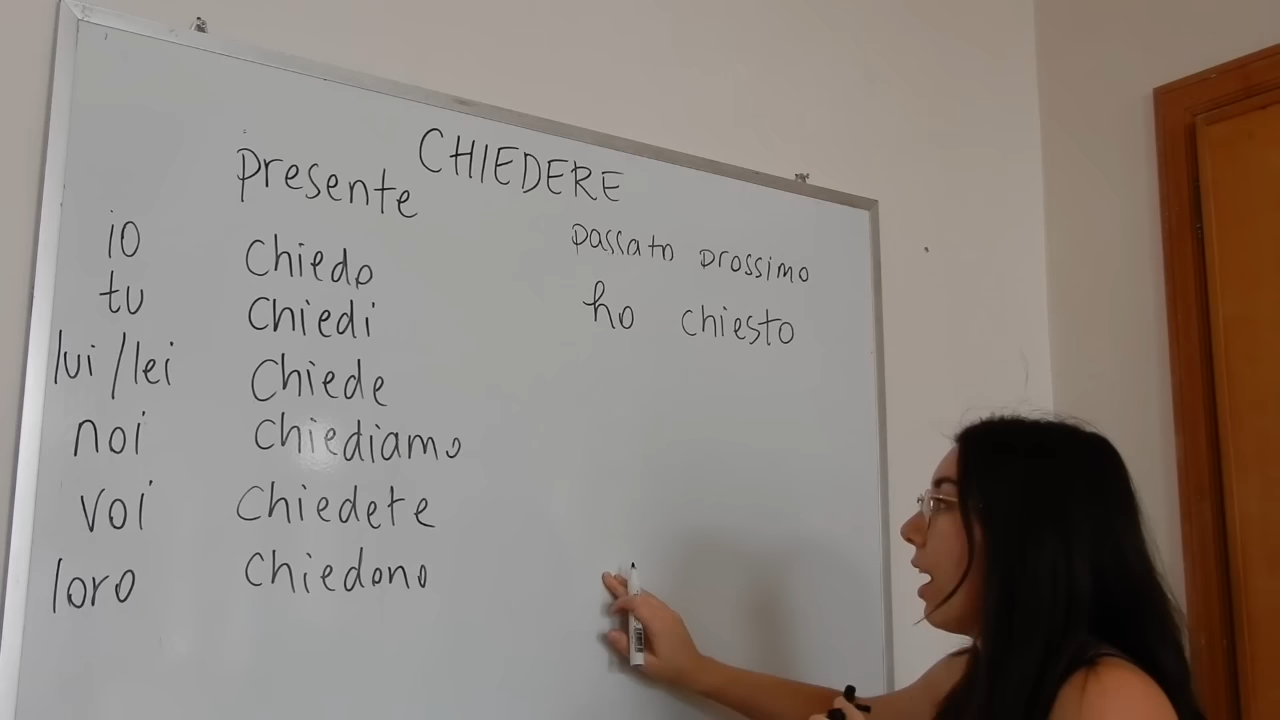 CHIEDERE
presente
passato prossimo
io chiedo ho chiesto
tu chiedi
lui/lei chiede
noi chiediamo
voi chiedete
loro chiedono